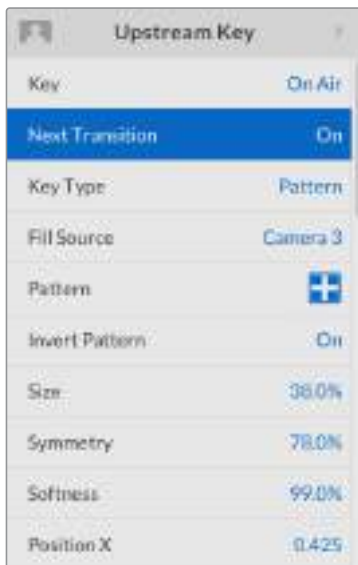 Upstream Key
Key On Air
Next Transition On
Key Type Pattern
Fill Source Camera 3
Pattern
Invert Pattern On
Size 38.0%
Symmetry 78.0%
Softness 99.0%
Position X 0.425